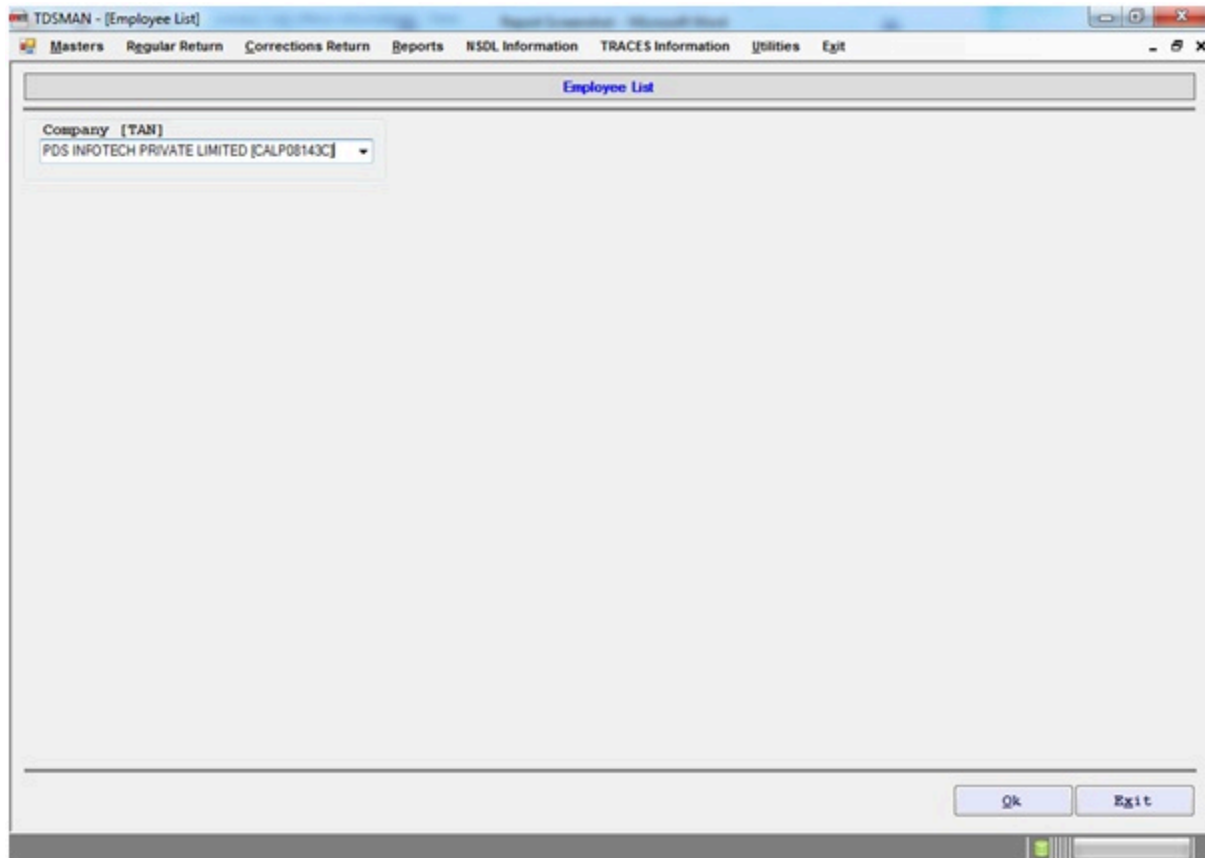 TDSMAN - [Employee List]
Masters Regular Return Corrections Return Reports NSDL Information TRACES Information Utilities Exit
Employee List
Company [TAN]
PDS INFOTECH PRIVATE LIMITED [CALP08143C]
Ok Exit